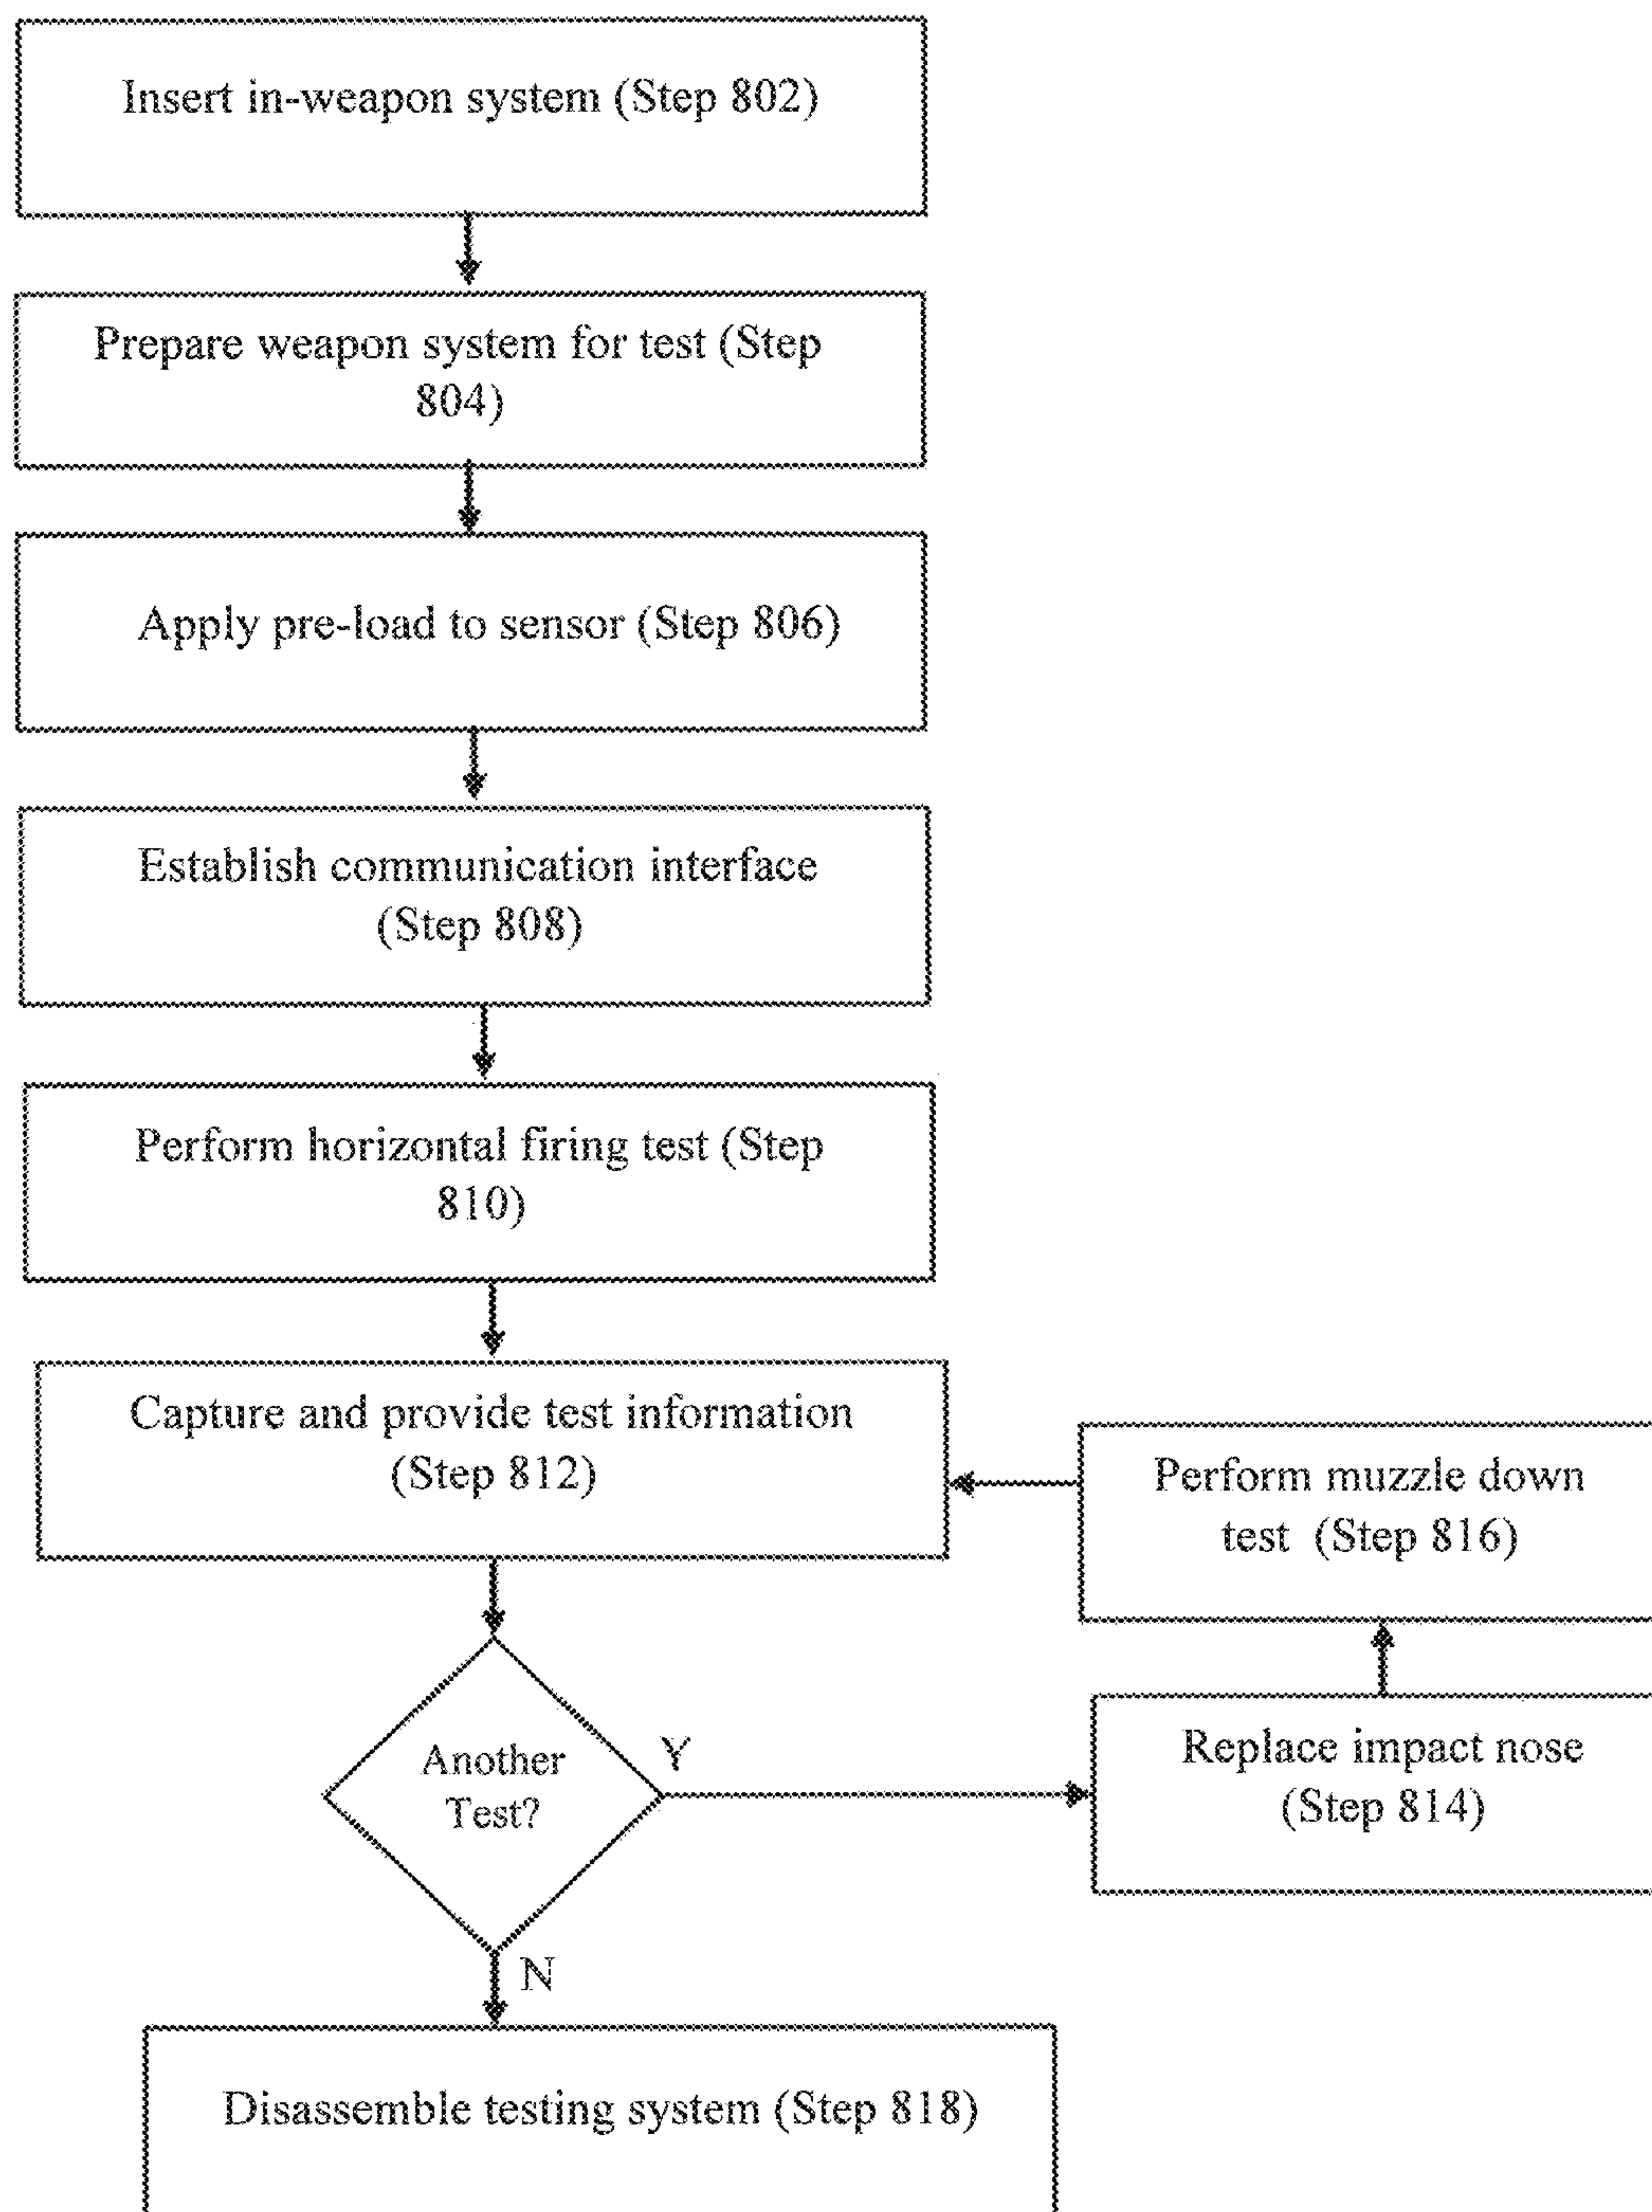 Insert in-weapon system (Step 802)
Prepare weapon system for test (Step
804)
Apply pre-load to sensor (Step 806)
Establish communication interface
(Step 808)
Perform horizontal firing test (Step
810)
Capture and provide test information
(Step 812)
Perform muzzle down
test (Step 816)
Another
Test?
Y
Replace impact nose
(Step 814)
N
Disassemble testing system (Step 818)